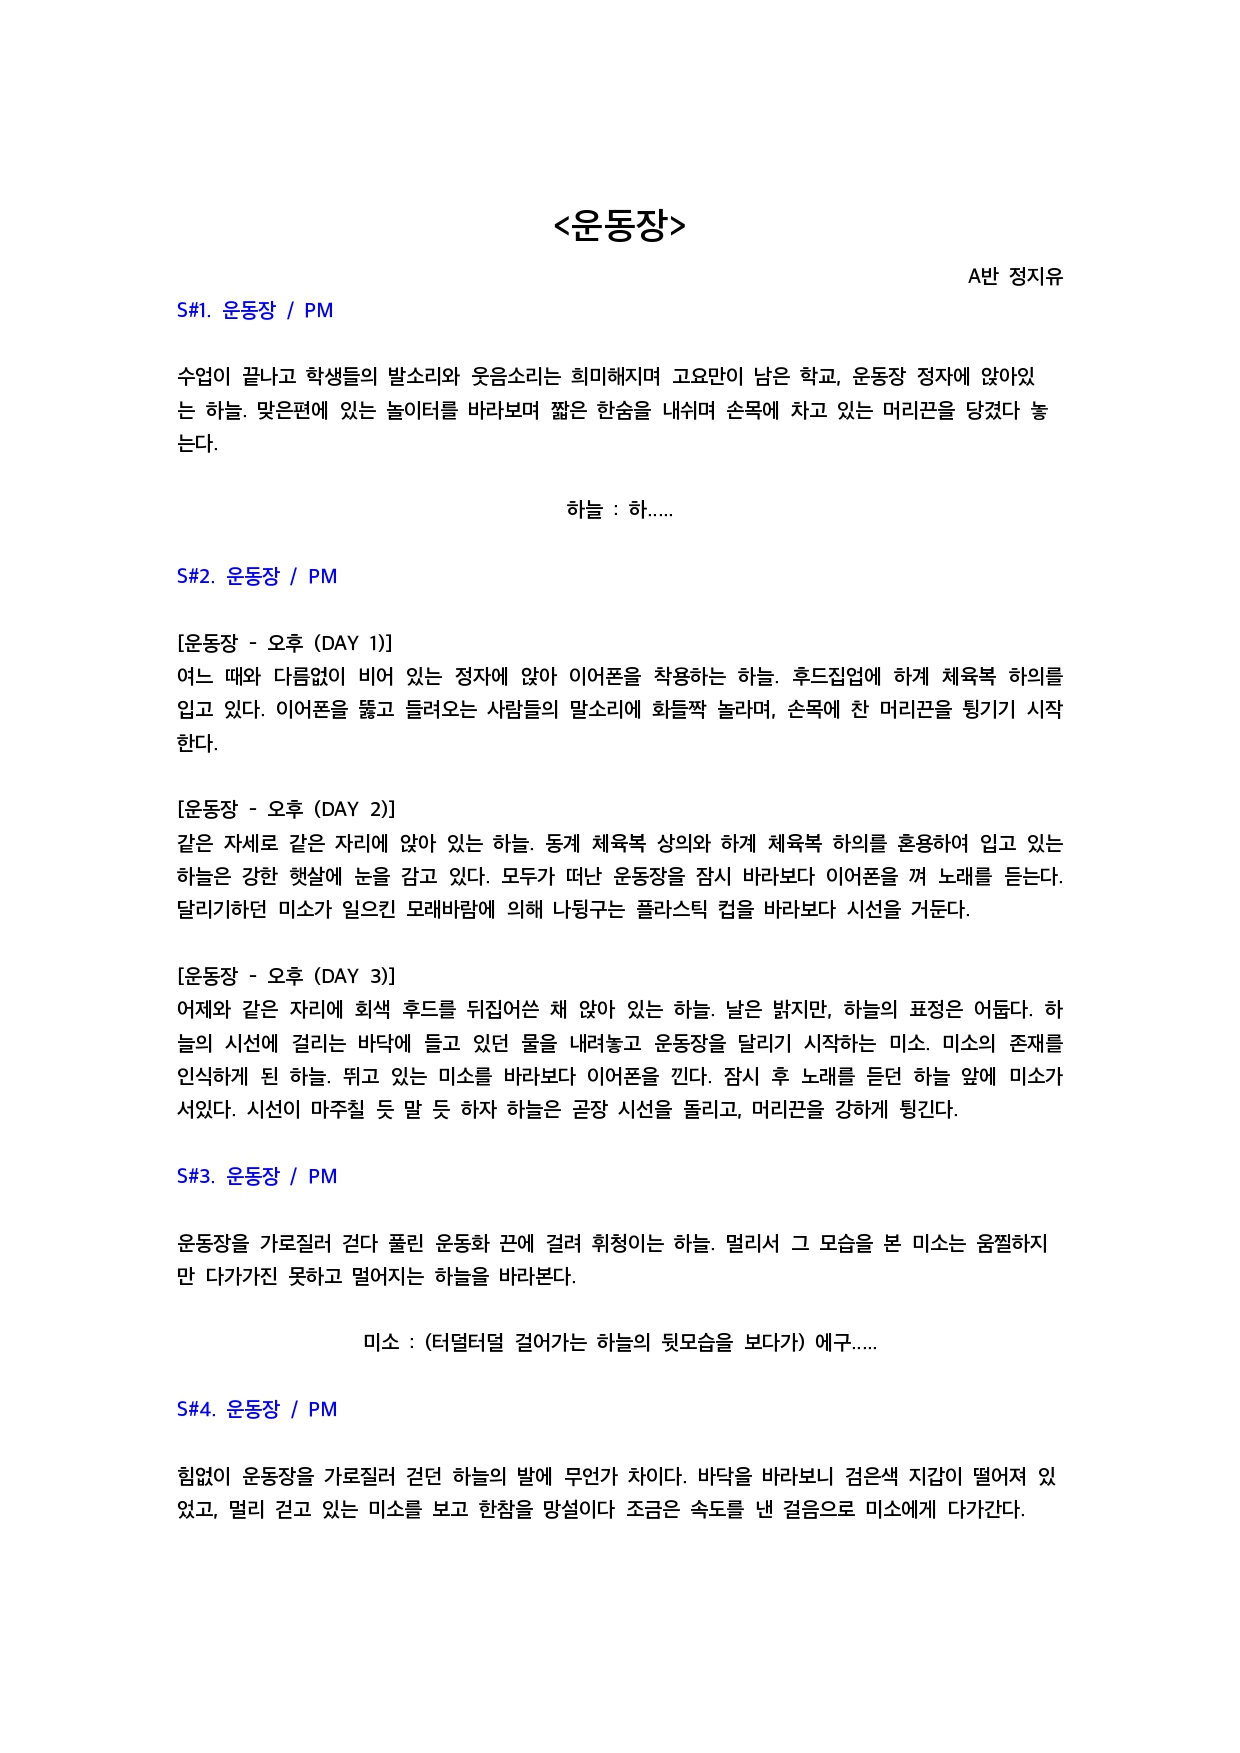 <운동장>
A반 정지유
S#1. 운동장 / PM
수업이 끝나고 학생들의 발소리와 웃음소리는 희미해지며 고요만이 남은 학교, 운동장 정자에 앉아있
는 하늘. 맞은편에 있는 놀이터를 바라보며 짧은 한숨을 내쉬며 손목에 차고 있는 머리끈을 당겼다 놓
는다.
하늘 : 하.....
S#2. 운동장 / PM
[운동장 - 오후 (DAY 1)]
여느 때와 다름없이 비어 있는 정자에 앉아 이어폰을 착용하는 하늘. 후드집업에 하계 체육복 하의를
입고 있다. 이어폰을 뚫고 들려오는 사람들의 말소리에 화들짝 놀라며, 손목에 찬 머리끈을 튕기기 시작
한다.
[운동장 - 오후 (DAY 2)]
같은 자세로 같은 자리에 앉아 있는 하늘. 동계 체육복 상의와 하계 체육복 하의를 혼용하여 입고 있는
하늘은 강한 햇살에 눈을 감고 있다. 모두가 떠난 운동장을 잠시 바라보다 이어폰을 껴 노래를 듣는다.
달리기하던 미소가 일으킨 모래바람에 의해 나뒹구는 플라스틱 컵을 바라보다 시선을 거둔다.
[운동장 - 오후 (DAY 3)]
어제와 같은 자리에 회색 후드를 뒤집어쓴 채 앉아 있는 하늘. 날은 밝지만, 하늘의 표정은 어둡다. 하
늘의 시선에 걸리는 바닥에 들고 있던 물을 내려놓고 운동장을 달리기 시작하는 미소. 미소의 존재를
인식하게 된 하늘. 뛰고 있는 미소를 바라보다 이어폰을 낀다. 잠시 후 노래를 듣던 하늘 앞에 미소가
서있다. 시선이 마주칠 듯 말 듯 하자 하늘은 곧장 시선을 돌리고, 머리끈을 강하게 튕긴다.
S#3. 운동장 / PM
운동장을 가로질러 걷다 풀린 운동화 끈에 걸려 휘청이는 하늘. 멀리서 그 모습을 본 미소는 움찔하지
만 다가가진 못하고 멀어지는 하늘을 바라본다.
미소 : (터덜터덜 걸어가는 하늘의 뒷모습을 보다가) 에구.....
S#4. 운동장 / PM
힘없이 운동장을 가로질러 걷던 하늘의 발에 무언가 차이다. 바닥을 바라보니 검은색 지갑이 떨어져 있
었고, 멀리 걷고 있는 미소를 보고 한참을 망설이다 조금은 속도를 낸 걸음으로 미소에게 다가간다.